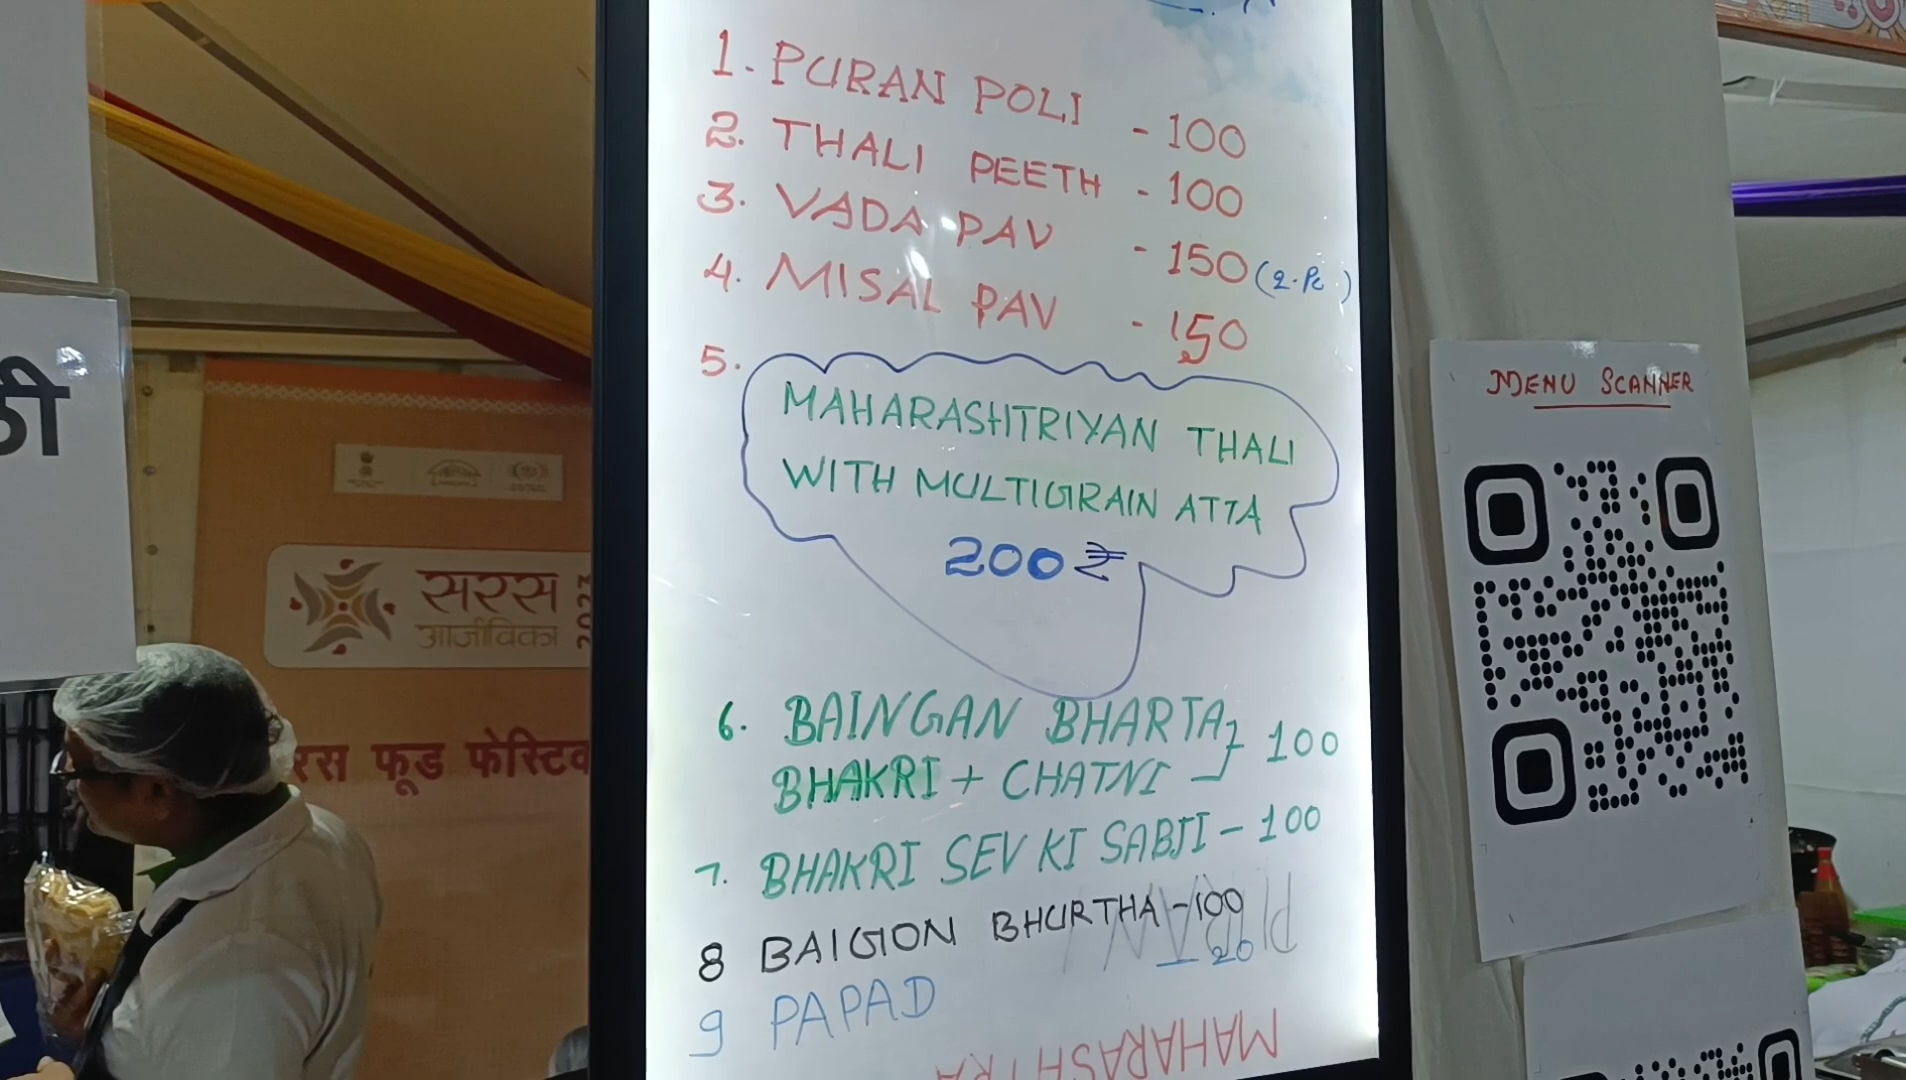 1. PURAN POLI - 100
2. THALI PEETH - 100
3. VADA PAV - 150 (2.Pc.)
4. MISAL PAV - 150
5. MAHARASHTRIYAN THALI
WITH MULTIGRAIN ATTA
200₹
6. BAINGAN BHARTA
BHAKRI + CHATNI 100
7. BHAKRI SEV KI SABJI - 100
8 BAIGON BHURTHA - 100
9 PAPAD - 20
MAHARASHTRA
MENU SCANNER
सरस
आजीविका
2023
फूड